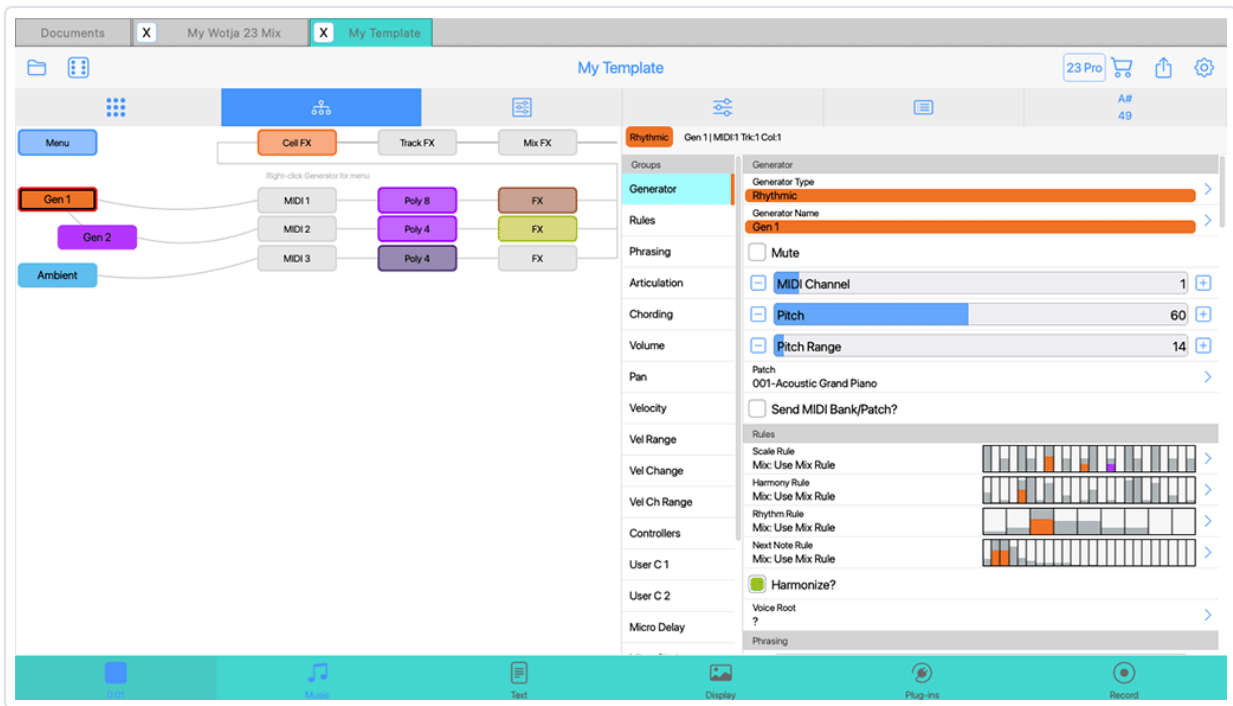 Documents
X
My Wotja 23 Mix
X
My Template
My Template
23 Pro
A#
49
Menu
Cell FX
Track FX
Mix FX
Right-click Generator for menu
Gen 1
MIDI 1
Poly 8
FX
Gen 2
MIDI 2
Poly 4
FX
Ambient
MIDI 3
Poly 4
FX
Rhythmic
Gen 1 | MIDI:1 Trk:1 Col:1
Groups
Generator
Rules
Phrasing
Articulation
Chording
Volume
Pan
Velocity
Vel Range
Vel Change
Vel Ch Range
Controllers
User C 1
User C 2
Micro Delay
Generator
Generator Type
Rhythmic
Generator Name
Gen 1
Mute
MIDI Channel 1
Pitch 60
Pitch Range 14
Patch
001-Acoustic Grand Piano
Send MIDI Bank/Patch?
Rules
Scale Rule
Mix: Use Mix Rule
Harmony Rule
Mix: Use Mix Rule
Rhythm Rule
Mix: Use Mix Rule
Next Note Rule
Mix: Use Mix Rule
Harmonize?
Voice Root
?
Phrasing
0:01
Music
Text
Display
Plug-ins
Record